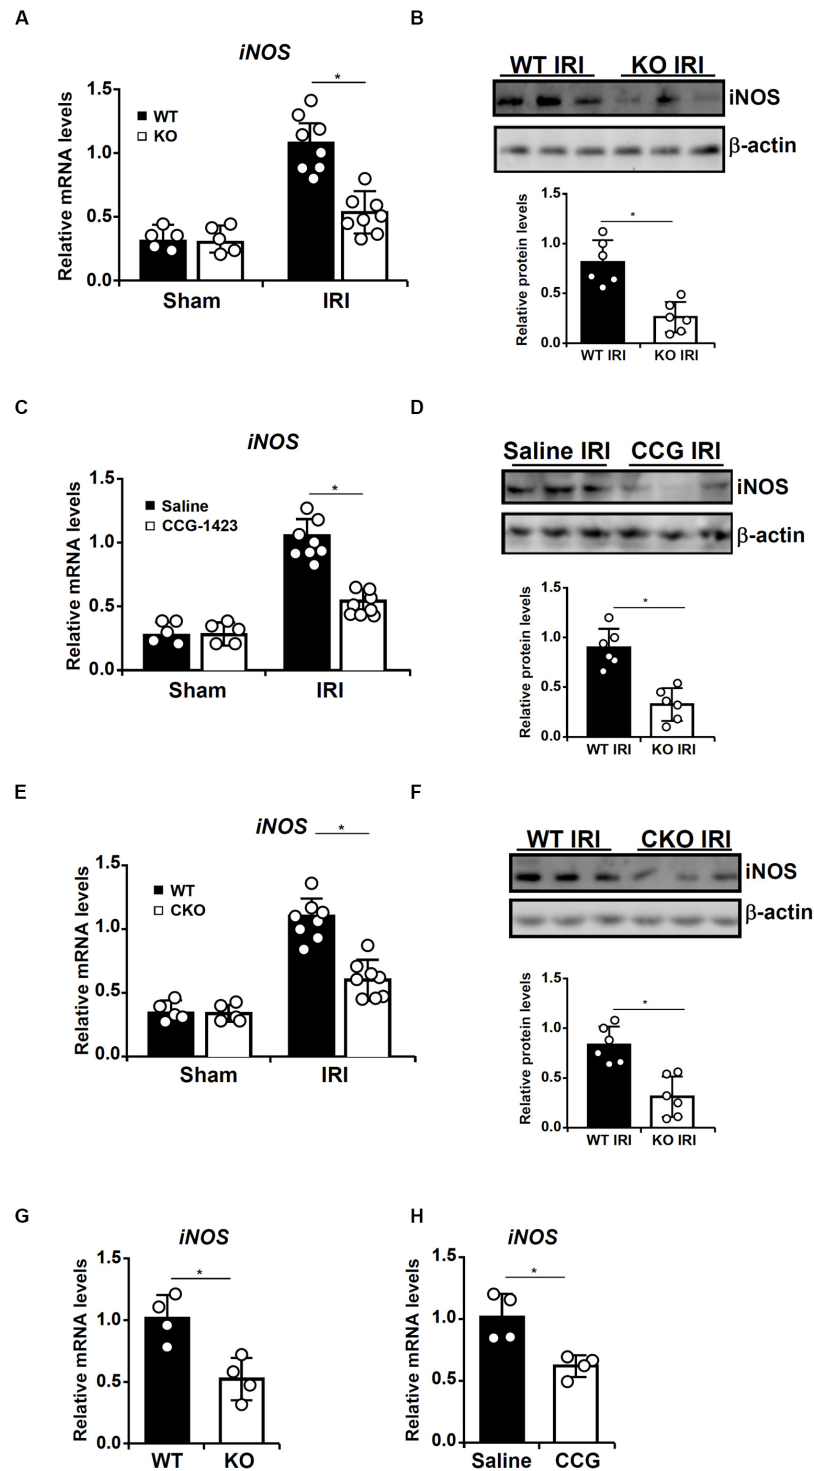 A
iNOS
Relative mRNA levels
1.5
1.0
0.5
0.0
WT
KO
*
Sham
IRI
B
WT IRI
KO IRI
iNOS
β-actin
Relative protein levels
1.5
1.0
0.5
0.0
*
WT IRI
KO IRI
C
iNOS
Relative mRNA levels
1.5
1.0
0.5
0.0
Saline
CCG-1423
*
Sham
IRI
D
Saline IRI
CCG IRI
iNOS
β-actin
Relative protein levels
1.5
1.0
0.5
0.0
*
WT IRI
KO IRI
E
iNOS
Relative mRNA levels
1.5
1.0
0.5
0.0
WT
CKO
*
Sham
IRI
F
WT IRI
CKO IRI
iNOS
β-actin
Relative protein levels
1.5
1.0
0.5
0.0
*
WT IRI
KO IRI
G
iNOS
Relative mRNA levels
1.5
1.0
0.5
0.0
*
WT
KO
H
iNOS
Relative mRNA levels
1.5
1.0
0.5
0.0
*
Saline
CCG